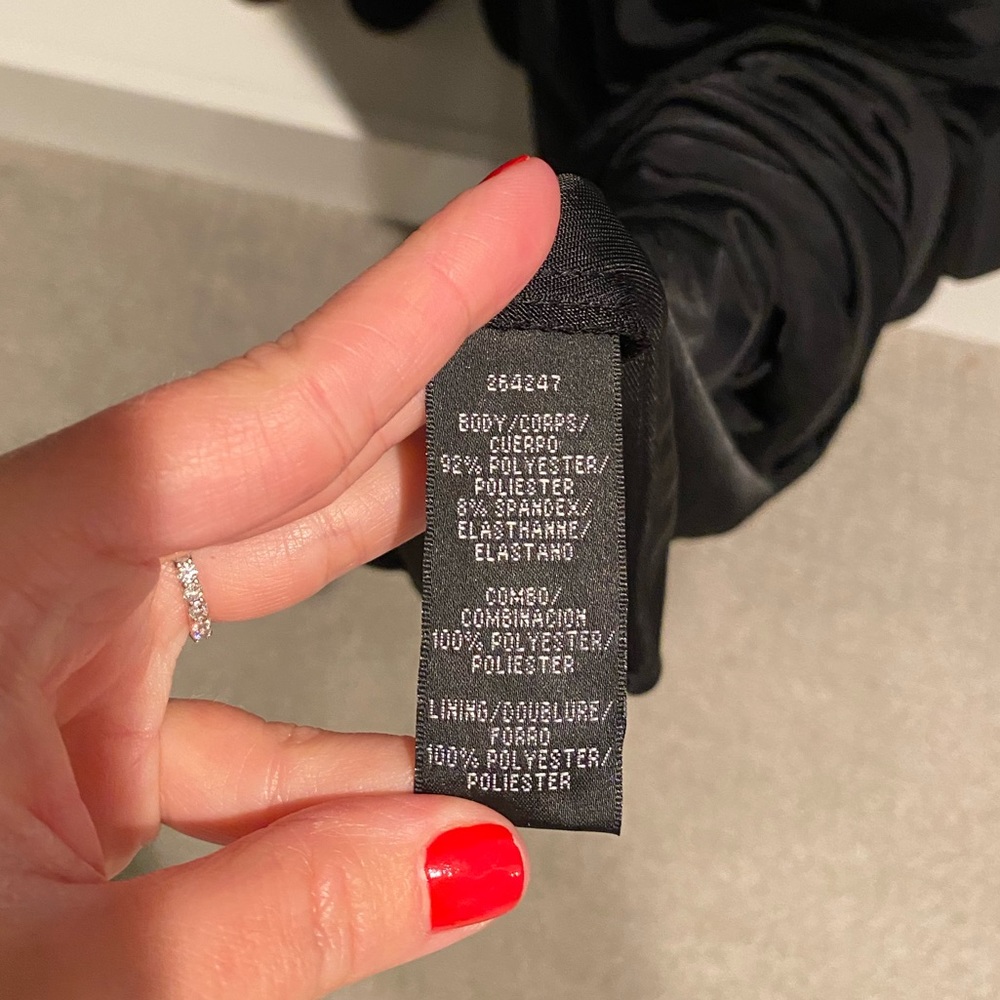 264247
BODY/CORPS/
CUERPO
92% POLYESTER/
POLIESTER
8% SPANDEX/
ELASTHANNE/
ELASTANO
COMBO/
COMBINACION
100% POLYESTER/
POLIESTER
LINING/DOUBLURE/
FORRO
100% POLYESTER/
POLIESTER